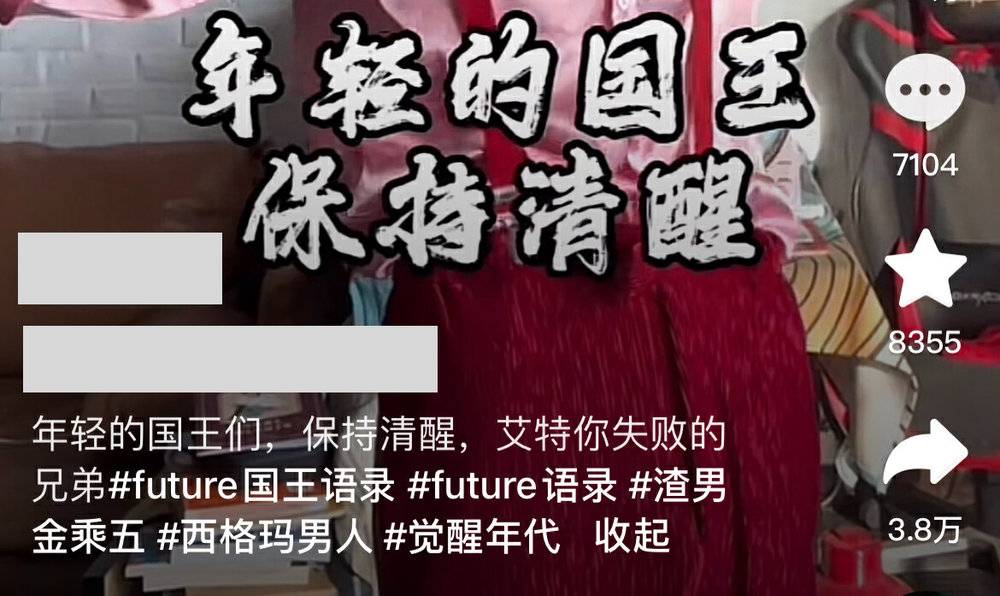 年轻的国王
保持清醒
7104
8355
年轻的国王们，保持清醒，艾特你失败的
兄弟#future国王语录 #future语录 #渣男
金乘五 #西格玛男人 #觉醒年代 收起
3.8万